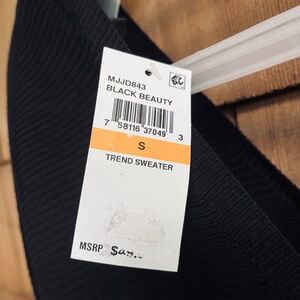 MJJD843
BLACK BEAUTY
7 58116 37049 3
S
TREND SWEATER
MSRP